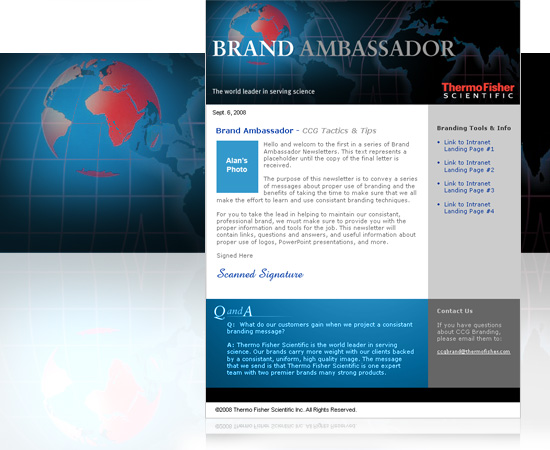 BRAND AMBASSADOR
The world leader in serving science
ThermoFisher
SCIENTIFIC
Sept. 6, 2008
Brand Ambassador - CCG Tactics & Tips
Alan's
Photo
Hello and welcome to the first in a series of Brand
Ambassador Newsletters. This text represents a
placeholder until the copy of the final letter is
received.
The purpose of this newsletter is to convey a series
of messages about proper use of branding and the
benefits of taking the time to make sure that we all
make the effort to learn and use consistant branding techniques.
For you to take the lead in helping to maintain our consistant,
professional brand, we must make sure to provide you with the
proper information and tools for the job. This newsletter will
contain links, questions and answers, and useful information about
proper use of logos, PowerPoint presentations, and more.
Signed Here
Scanned Signature
Branding Tools & Info
• Link to Intranet
Landing Page #1
• Link to Intranet
Landing Page #2
• Link to Intranet
Landing Page #3
• Link to Intranet
Landing Page #4
Q and A
Q: What do our customers gain when we project a consistant
branding message?
A: Thermo Fisher Scientific is the world leader in serving
science. Our brands carry more weight with our clients backed
by a consistant, uniform, high quality image. The message
that we send is that Thermo Fisher Scientific is one expert
team with two premier brands many strong products.
Contact Us
If you have questions
about CCG Branding,
please email them to:
ccgbrand@thermofisher.com
©2008 Thermo Fisher Scientific Inc. All Rights Reserved.